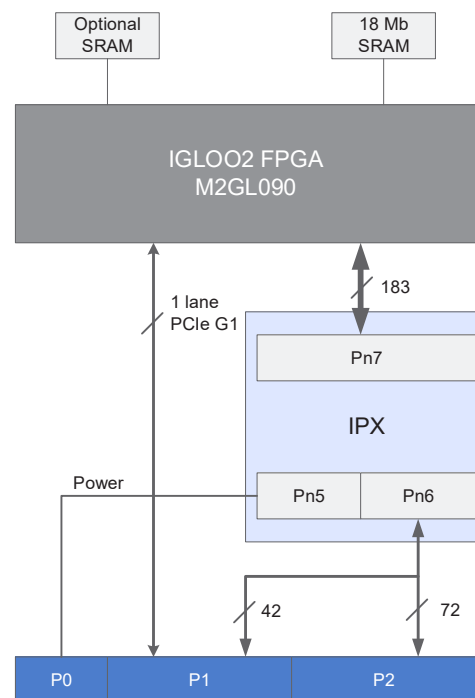 Optional
SRAM
18 Mb
SRAM
IGLOO2 FPGA
M2GL090
1 lane
PCIe G1
183
Pn7
IPX
Power
Pn5
Pn6
42
72
P0
P1
P2